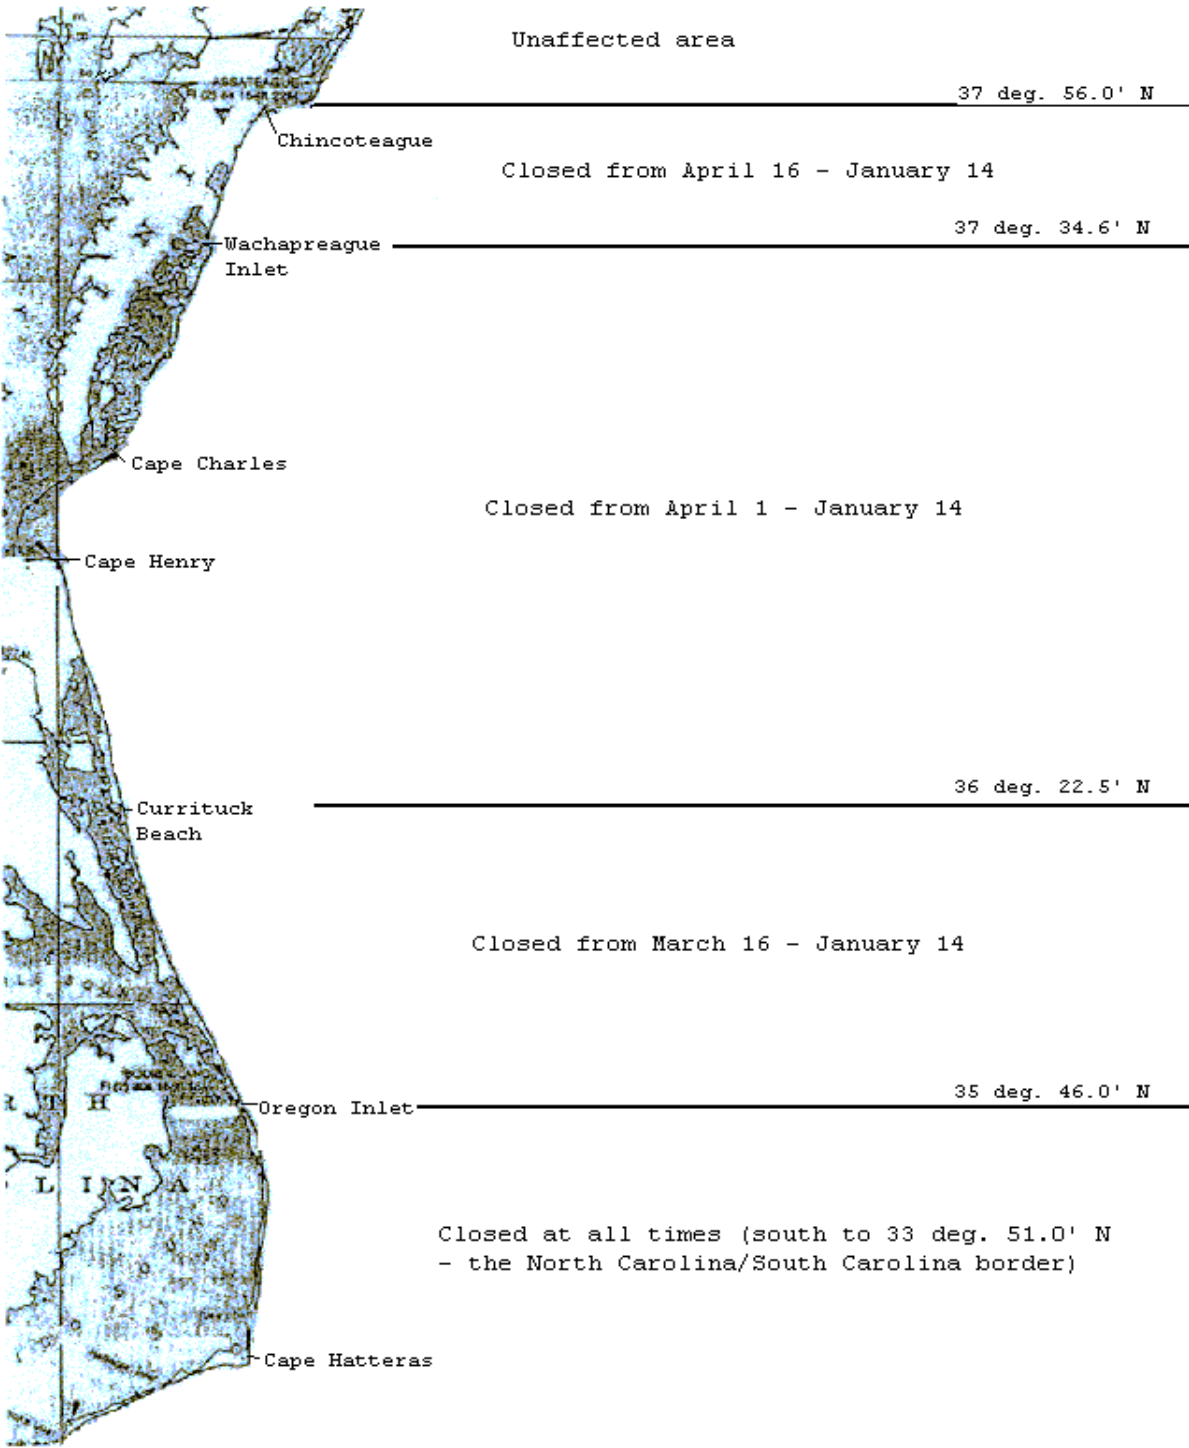 Unaffected area
ASSATEAGUE
37 deg. 56.0' N
Chincoteague
Closed from April 16 - January 14
37 deg. 34.6' N
Wachapreague
Inlet
Cape Charles
Closed from April 1 - January 14
Cape Henry
36 deg. 22.5' N
Currituck
Beach
Closed from March 16 - January 14
35 deg. 46.0' N
Oregon Inlet
R T H
L I N A
Closed at all times (south to 33 deg. 51.0' N
- the North Carolina/South Carolina border)
Cape Hatteras